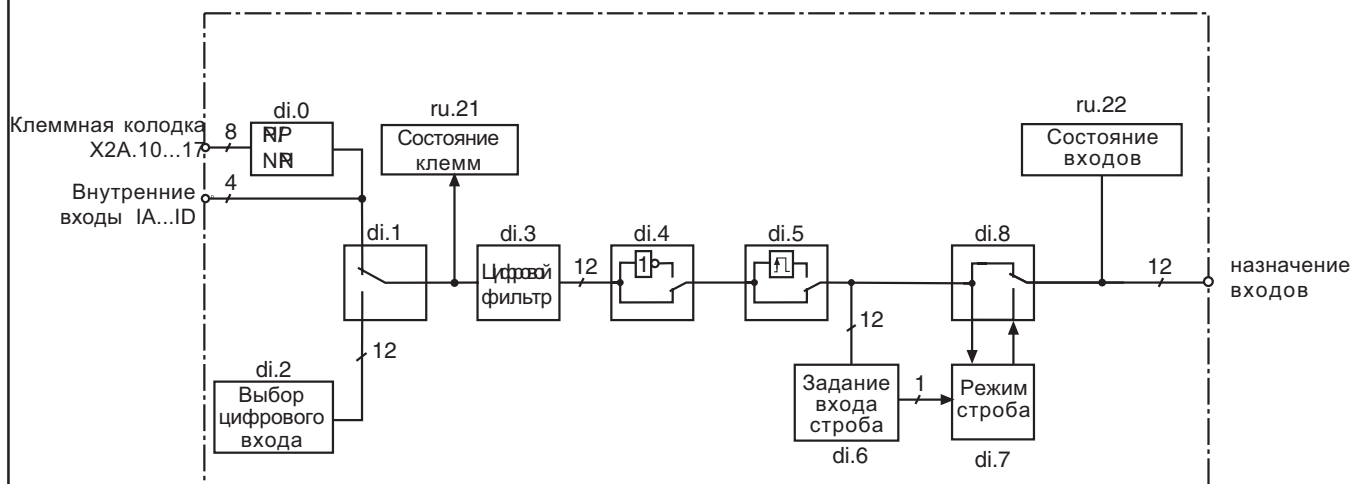 Клеммная колодка
X2A.10...17
8
di.0
Внутренние
входы IA...ID
4
ru.21
Состояние
клемм
ru.22
Состояние
входов
di.1
di.3
Цифровой
фильтр
12
di.4
1
di.5
di.8
12
назначение
входов
12
di.2
Выбор
цифрового
входа
12
Задание
входа
строба
di.6
1
Режим
строба
di.7